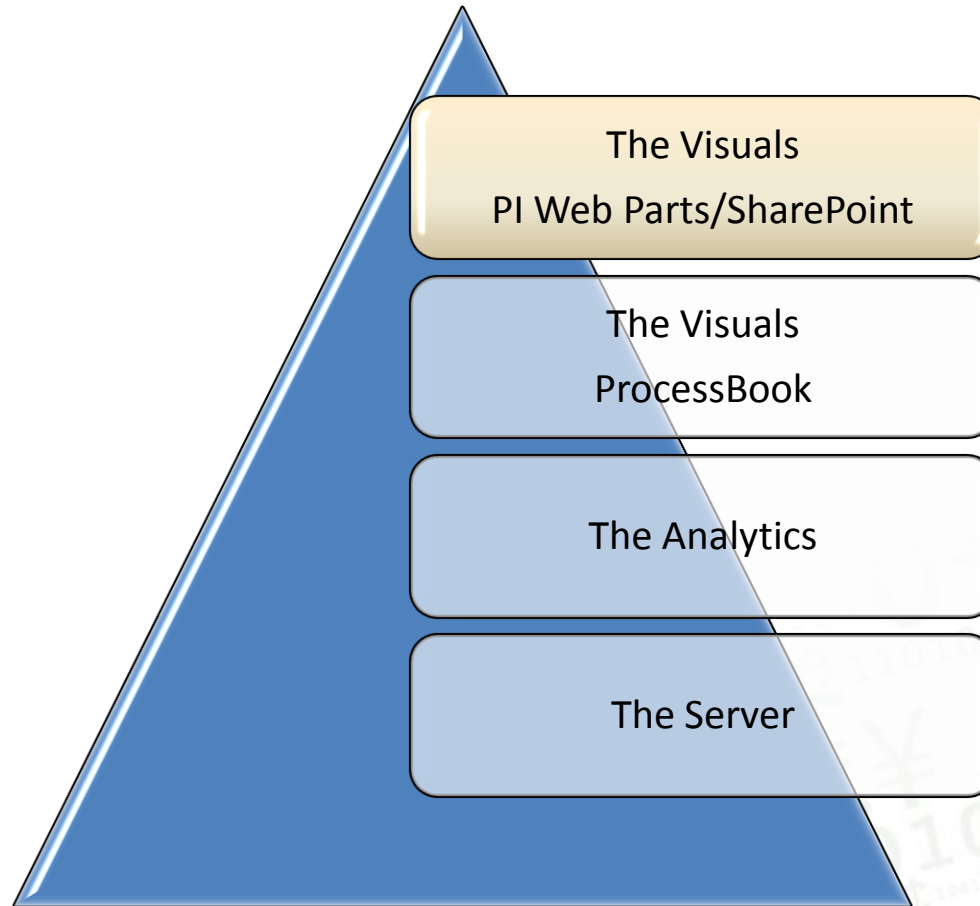 The Visuals
PI Web Parts/SharePoint
The Visuals
ProcessBook
The Analytics
The Server